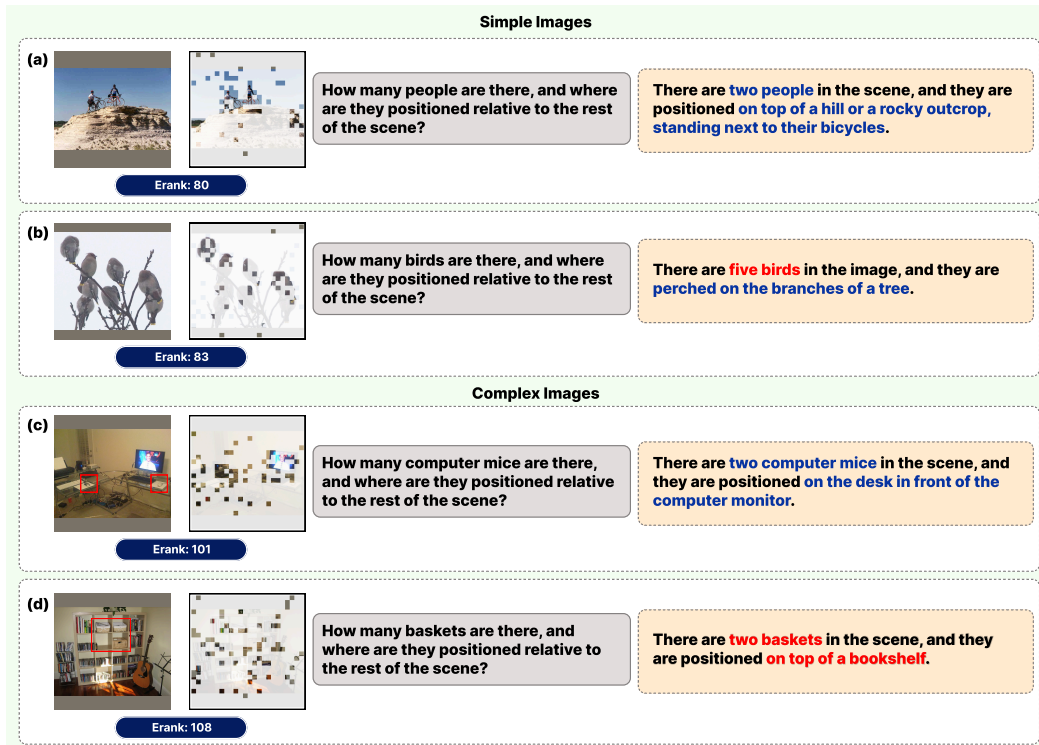 Simple Images
(a)
How many people are there, and where
are they positioned relative to the rest
of the scene?
There are two people in the scene, and they are
positioned on top of a hill or a rocky outcrop,
standing next to their bicycles.
Erank: 80
(b)
How many birds are there, and where
are they positioned relative to the rest
of the scene?
There are five birds in the image, and they are
perched on the branches of a tree.
Erank: 83
Complex Images
(c)
How many computer mice are there,
and where are they positioned relative
to the rest of the scene?
There are two computer mice in the scene, and
they are positioned on the desk in front of the
computer monitor.
Erank: 101
(d)
How many baskets are there, and
where are they positioned relative to
the rest of the scene?
There are two baskets in the scene, and they
are positioned on top of a bookshelf.
Erank: 108